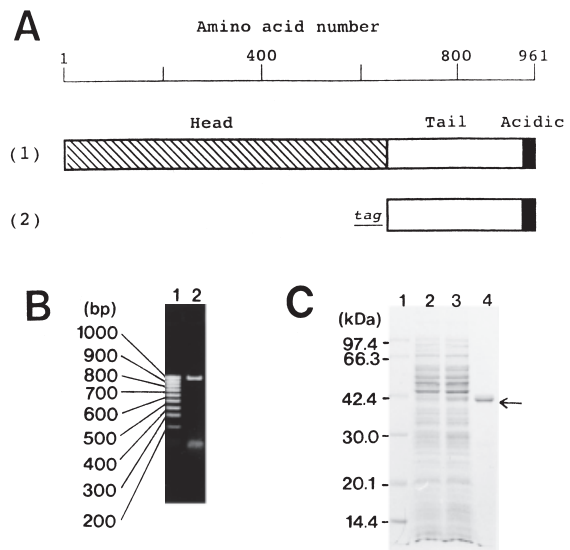 A
Amino acid number
1 400 800 961
Head Tail Acidic
(1)
(2) tag
B
(bp) 1 2
1000
900
800
700
600
500
400
300
200
C
(kDa) 1 2 3 4
97.4
66.3
42.4
30.0
20.1
14.4